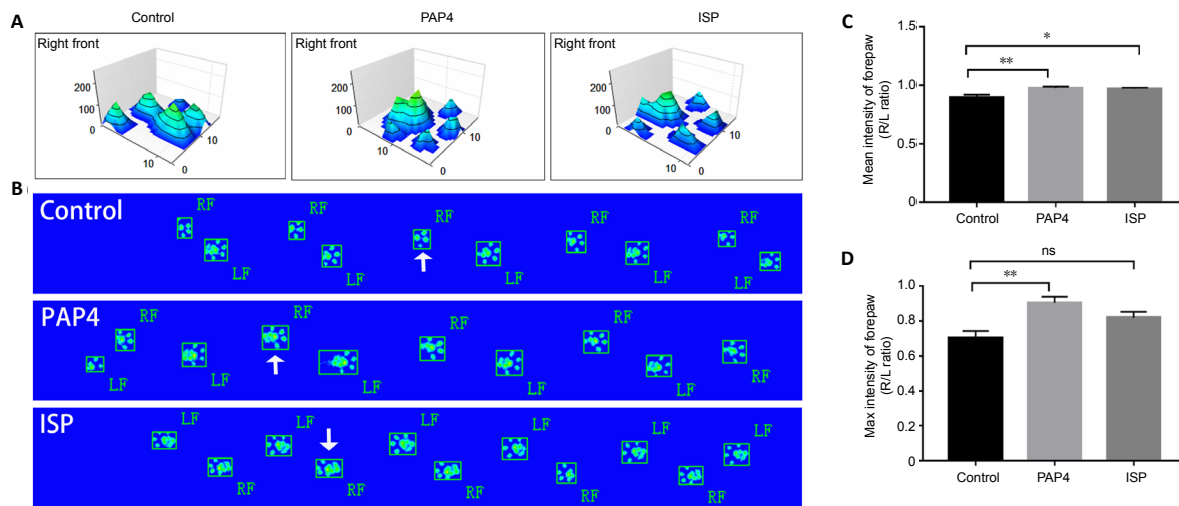 A
Control
PAP4
ISP
Right front
200
100
0
10
10
0
Right front
200
100
0
10
10
0
Right front
200
100
0
10
10
0
B
Control
RF
RF
RF
RF
RF
LF
LF
LF
LF
LF
PAP4
RF
RF
RF
RF
LF
LF
LF
LF
LF
RF
ISP
LF
LF
LF
LF
LF
LF
RF
RF
RF
RF
RF
C
Mean intensity of forepaw
(R/L ratio)
1.5
1.0
0.5
0
*
**
Control
PAP4
ISP
D
Max intensity of forepaw
(R/L ratio)
1.0
0.8
0.6
0.4
0.2
0
ns
**
Control
PAP4
ISP